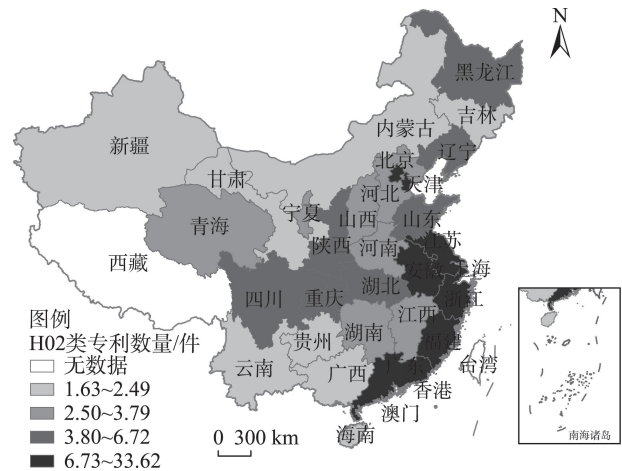 N
黑龙江
吉林
内蒙古
新疆
辽宁
北京
甘肃
天津
河北
宁夏
山西
山东
青海
陕西
河南
江苏
西藏
安徽
上海
湖北
四川
重庆
浙江
江西
湖南
福建
贵州
台湾
云南
广西
广东
香港
澳门
海南
图例
H02类专利数量/件
无数据
1.63~2.49
2.50~3.79
3.80~6.72
6.73~33.62
0 300 km
南海诸岛